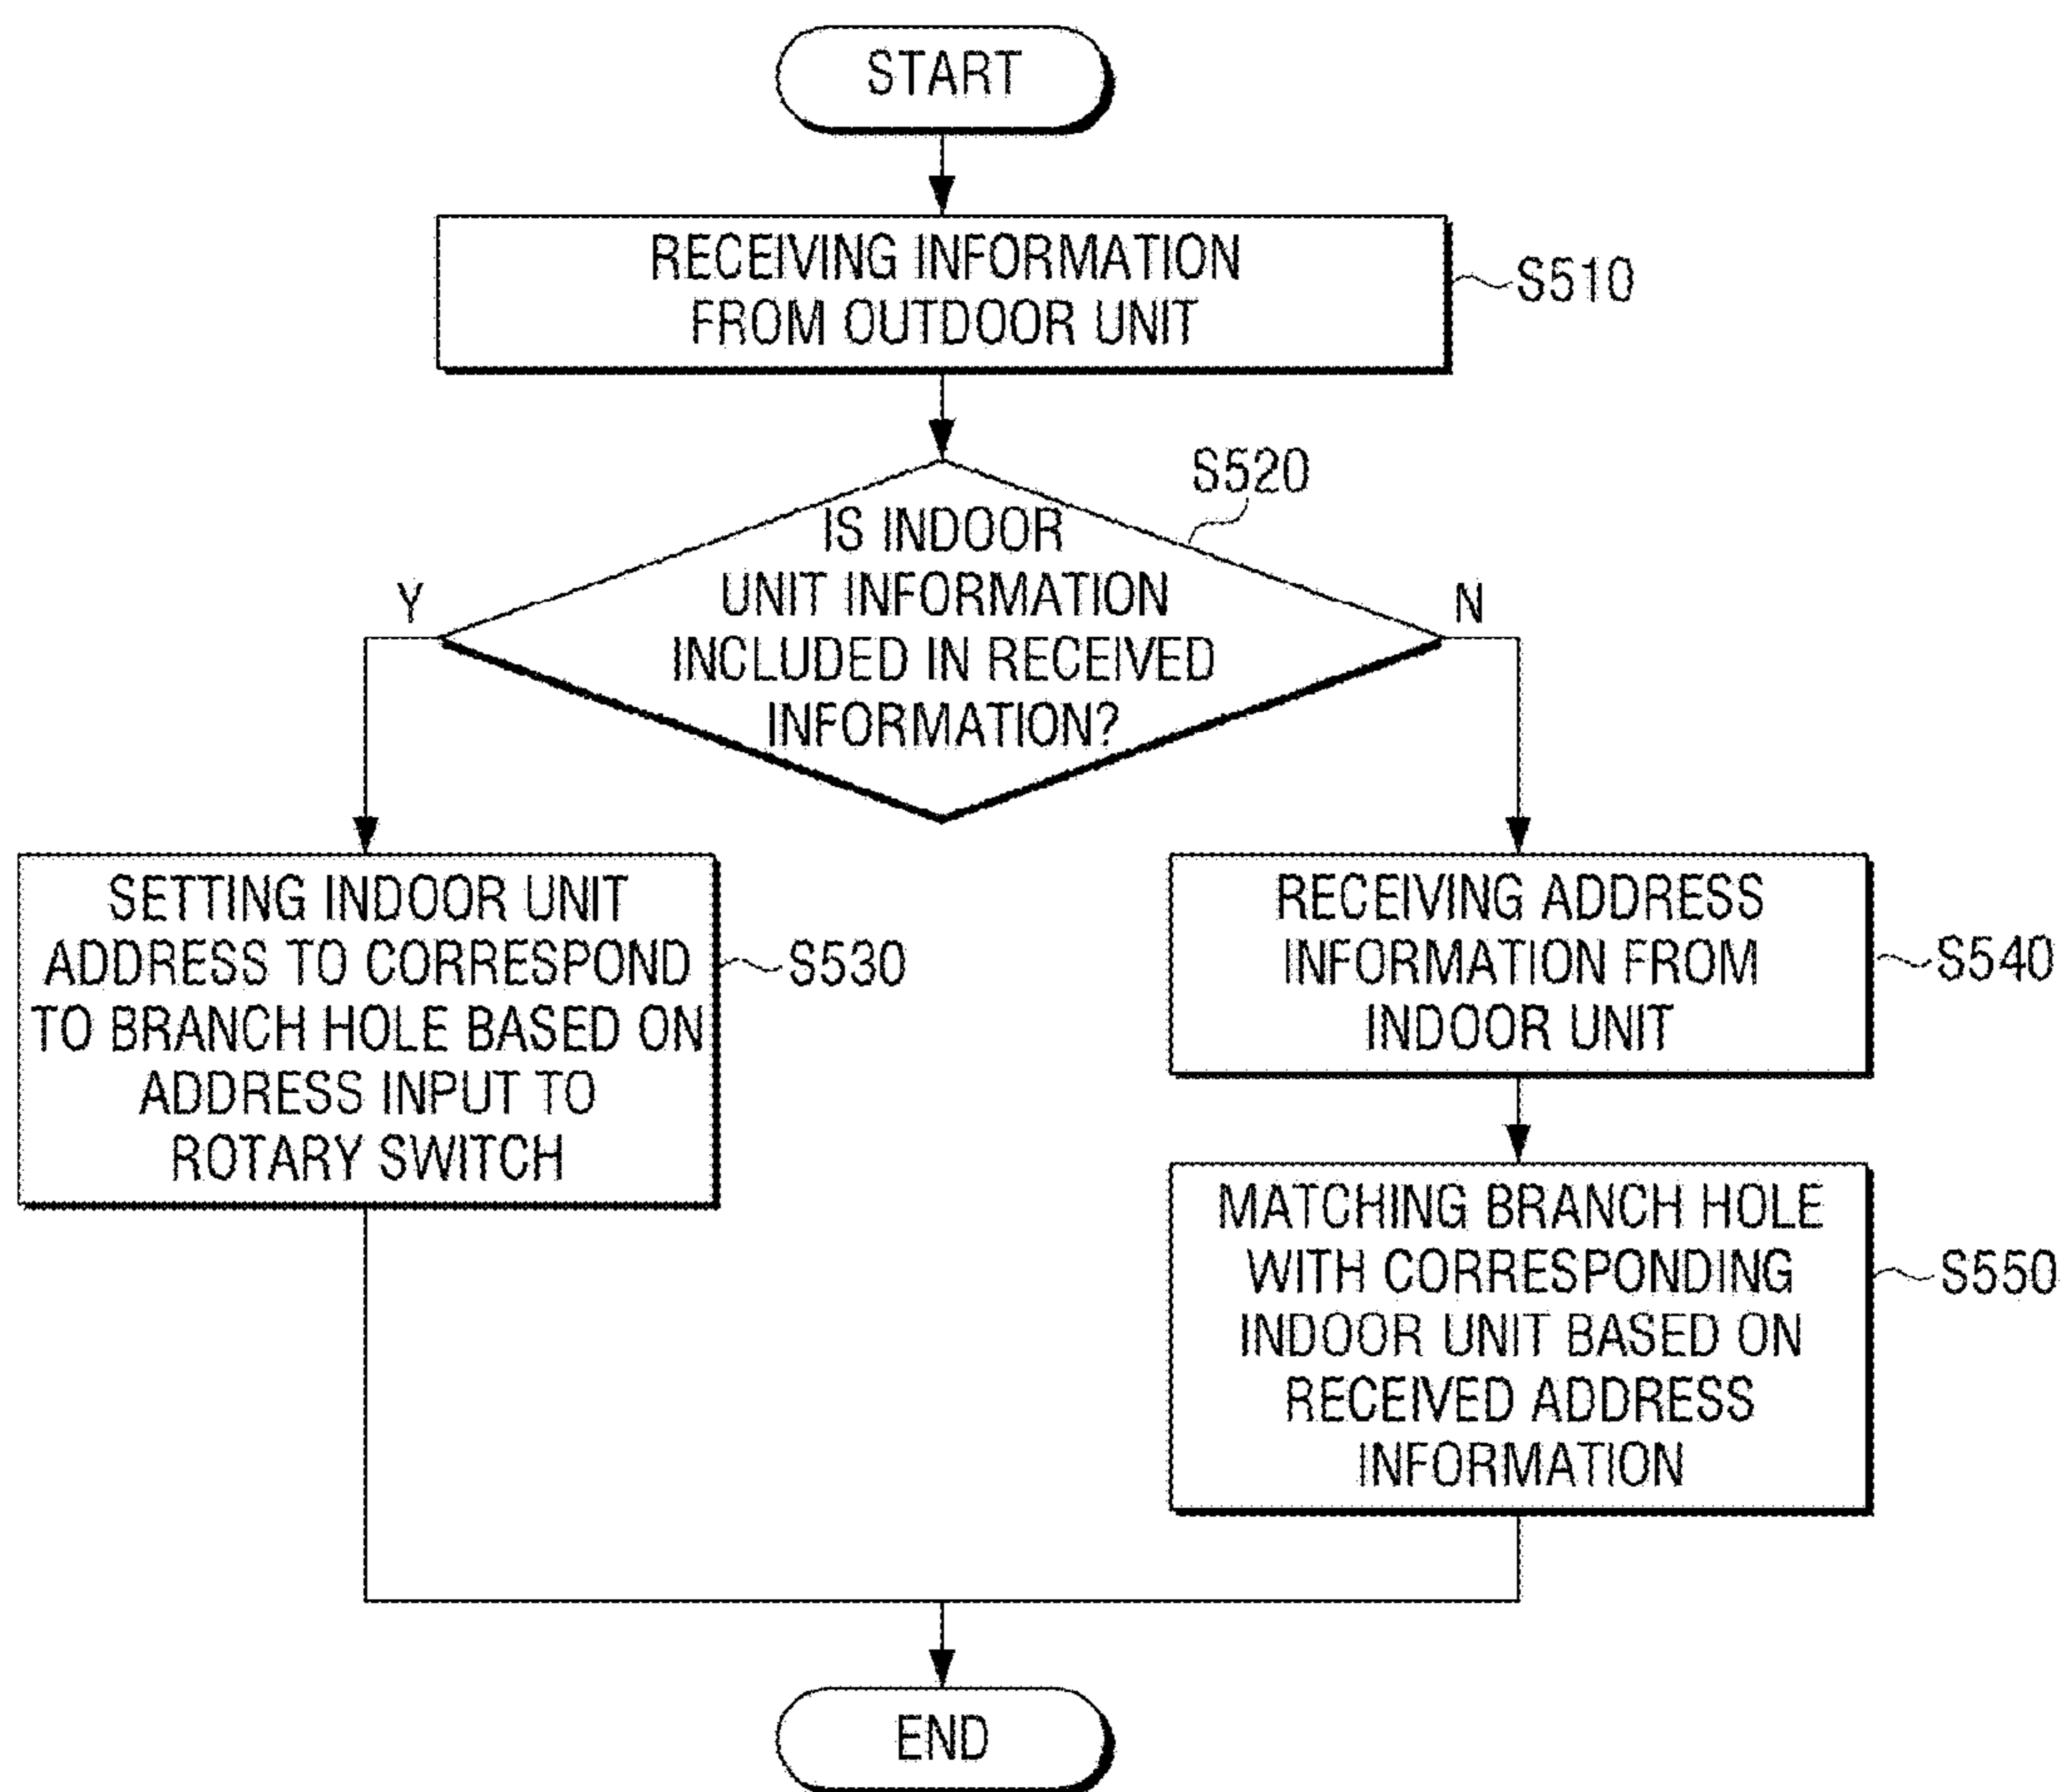 START
RECEIVING INFORMATION
FROM OUTDOOR UNIT
S510
S520
IS INDOOR
UNIT INFORMATION
INCLUDED IN RECEIVED
INFORMATION?
Y
N
SETTING INDOOR UNIT
ADDRESS TO CORRESPOND
TO BRANCH HOLE BASED ON
ADDRESS INPUT TO
ROTARY SWITCH
S530
RECEIVING ADDRESS
INFORMATION FROM
INDOOR UNIT
S540
MATCHING BRANCH HOLE
WITH CORRESPONDING
INDOOR UNIT BASED ON
RECEIVED ADDRESS
INFORMATION
S550
END